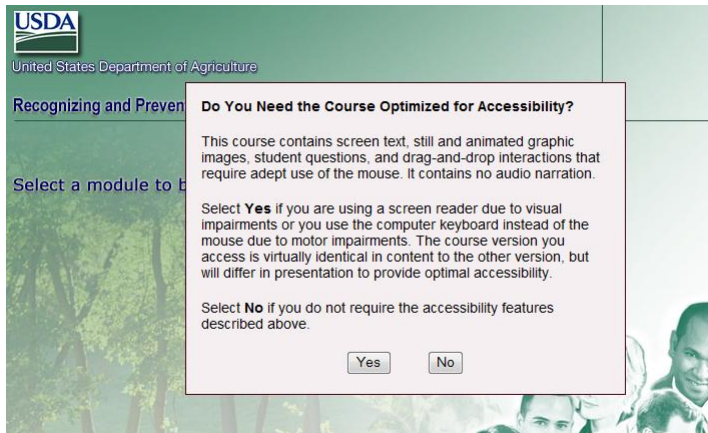 USDA
United States Department of Agriculture
Recognizing and Preven
Select a module to b
Do You Need the Course Optimized for Accessibility?
This course contains screen text, still and animated graphic
images, student questions, and drag-and-drop interactions that
require adept use of the mouse. It contains no audio narration.
Select Yes if you are using a screen reader due to visual
impairments or you use the computer keyboard instead of the
mouse due to motor impairments. The course version you
access is virtually identical in content to the other version, but
will differ in presentation to provide optimal accessibility.
Select No if you do not require the accessibility features
described above.
Yes No